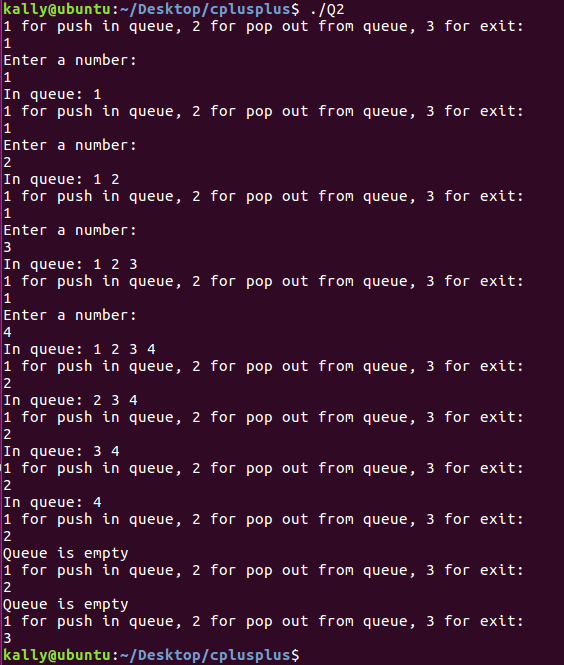 kally@ubuntu:~/Desktop/cplusplus$ ./Q2
1 for push in queue, 2 for pop out from queue, 3 for exit:
1
Enter a number:
1
In queue: 1
1 for push in queue, 2 for pop out from queue, 3 for exit:
1
Enter a number:
2
In queue: 1 2
1 for push in queue, 2 for pop out from queue, 3 for exit:
1
Enter a number:
3
In queue: 1 2 3
1 for push in queue, 2 for pop out from queue, 3 for exit:
1
Enter a number:
4
In queue: 1 2 3 4
1 for push in queue, 2 for pop out from queue, 3 for exit:
2
In queue: 2 3 4
1 for push in queue, 2 for pop out from queue, 3 for exit:
2
In queue: 3 4
1 for push in queue, 2 for pop out from queue, 3 for exit:
2
In queue: 4
1 for push in queue, 2 for pop out from queue, 3 for exit:
2
Queue is empty
1 for push in queue, 2 for pop out from queue, 3 for exit:
2
Queue is empty
1 for push in queue, 2 for pop out from queue, 3 for exit:
3
kally@ubuntu:~/Desktop/cplusplus$